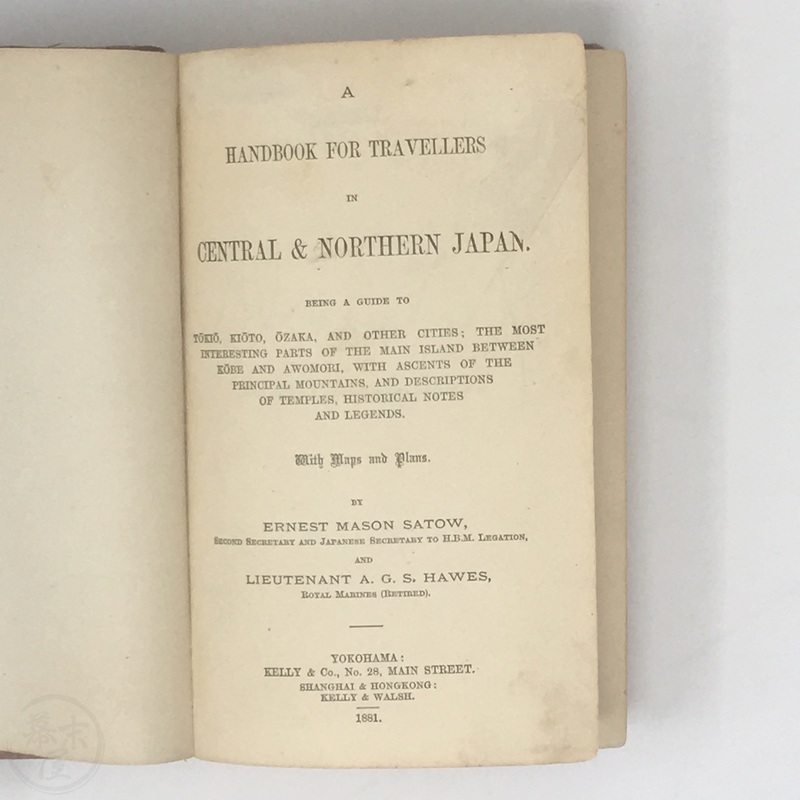 A
HANDBOOK FOR TRAVELLERS
IN
CENTRAL & NORTHERN JAPAN.
BEING A GUIDE TO
TŌKIŌ, KIŌTO, ŌZAKA, AND OTHER CITIES; THE MOST
INTERESTING PARTS OF THE MAIN ISLAND BETWEEN
KŌBE AND AWOMORI, WITH ASCENTS OF THE
PRINCIPAL MOUNTAINS, AND DESCRIPTIONS
OF TEMPLES, HISTORICAL NOTES
AND LEGENDS.
With Maps and Plans.
BY
ERNEST MASON SATOW,
SECOND SECRETARY AND JAPANESE SECRETARY TO H.B.M. LEGATION,
AND
LIEUTENANT A. G. S. HAWES,
ROYAL MARINES (RETIRED).
YOKOHAMA:
KELLY & Co., No. 28, MAIN STREET.
SHANGHAI & HONGKONG:
KELLY & WALSH.
1881.
幕末屋